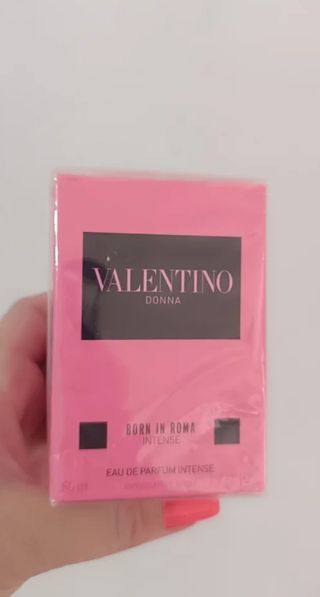 VALENTINO
DONNA
BORN IN ROMA
INTENSE
EAU DE PARFUM INTENSE